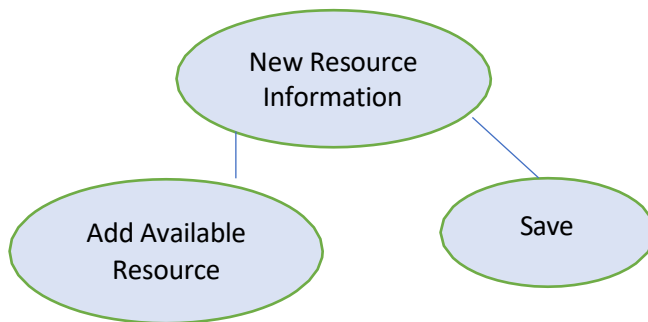 New Resource
Information
Add Available
Resource
Save